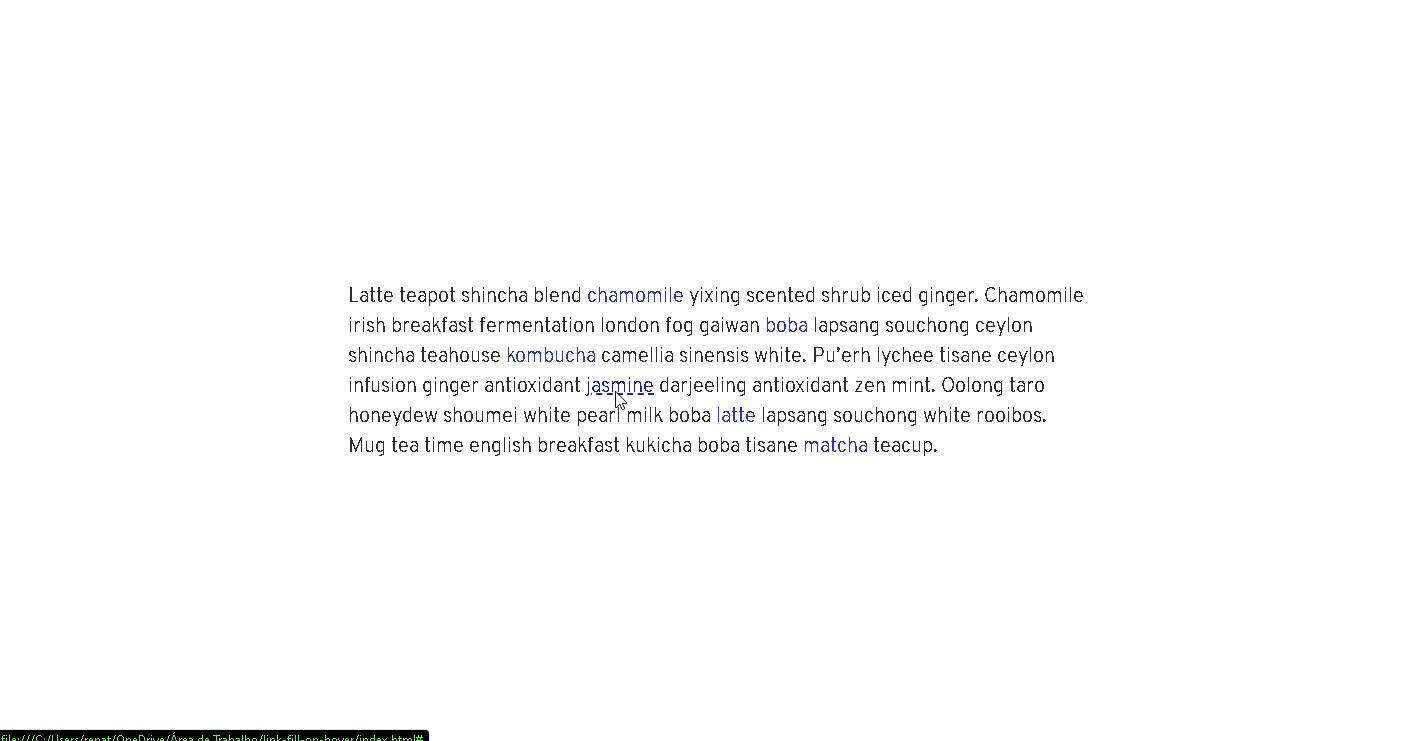 Latte teapot shincha blend chamomile yixing scented shrub iced ginger. Chamomile
irish breakfast fermentation london fog gaiwan boba lapsang souchong ceylon
shincha teahouse kombucha camellia sinensis white. Pu’erh lychee tisane ceylon
infusion ginger antioxidant jasmine darjeeling antioxidant zen mint. Oolong taro
honeydew shoumei white pearl milk boba latte lapsang souchong white rooibos.
Mug tea time english breakfast kukicha boba tisane matcha teacup.
file:///C:/Users/renat/OneDrive/Área de Trabalho/link-fill-on-hover/index.html#